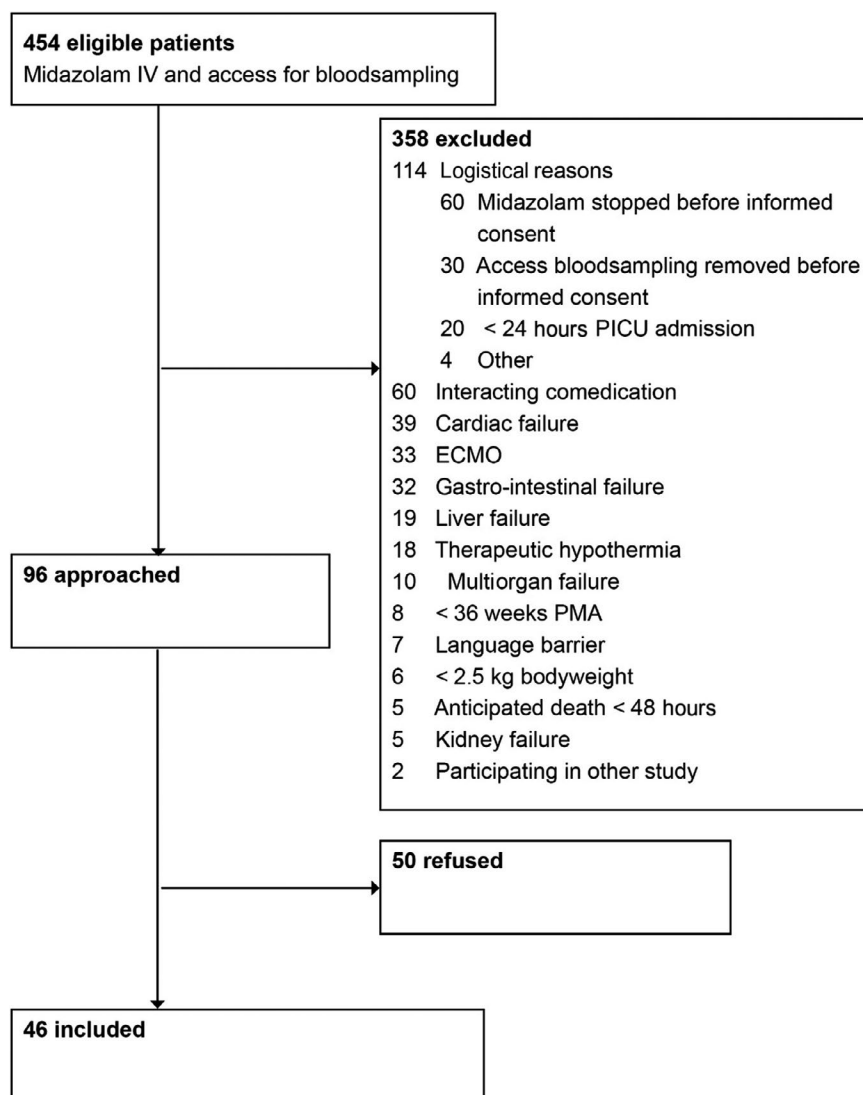 454 eligible patients
Midazolam IV and access for bloodsampling
358 excluded
114 Logistical reasons
60 Midazolam stopped before informed
consent
30 Access bloodsampling removed before
informed consent
20 < 24 hours PICU admission
4 Other
60 Interacting comedication
39 Cardiac failure
33 ECMO
32 Gastro-intestinal failure
19 Liver failure
18 Therapeutic hypothermia
10 Multiorgan failure
8 < 36 weeks PMA
7 Language barrier
6 < 2.5 kg bodyweight
5 Anticipated death < 48 hours
5 Kidney failure
2 Participating in other study
96 approached
50 refused
46 included